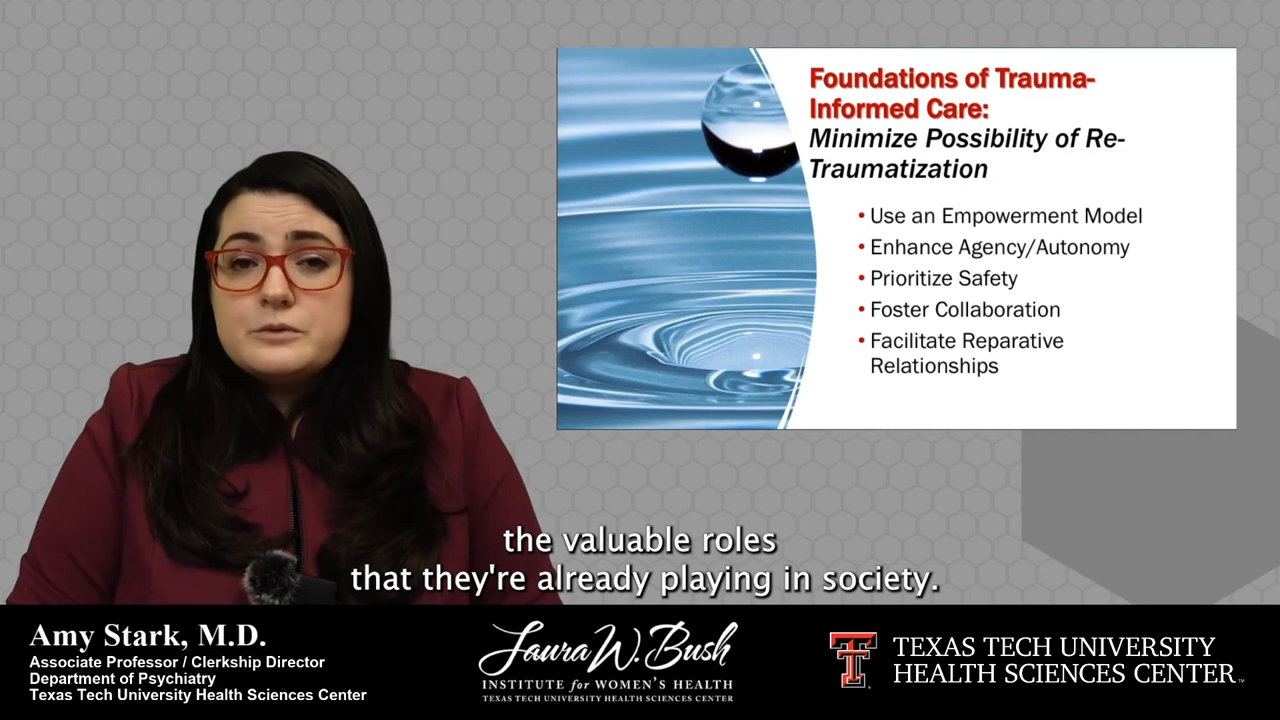 Foundations of Trauma-
Informed Care:
Minimize Possibility of Re-
Traumatization
• Use an Empowerment Model
• Enhance Agency/Autonomy
• Prioritize Safety
• Foster Collaboration
• Facilitate Reparative
Relationships
the valuable roles
that they're already playing in society.
Amy Stark, M.D.
Associate Professor / Clerkship Director
Department of Psychiatry
Texas Tech University Health Sciences Center
Laura W. Bush
INSTITUTE for WOMEN'S HEALTH
TEXAS TECH UNIVERSITY HEALTH SCIENCES CENTER
TEXAS TECH UNIVERSITY
HEALTH SCIENCES CENTER™